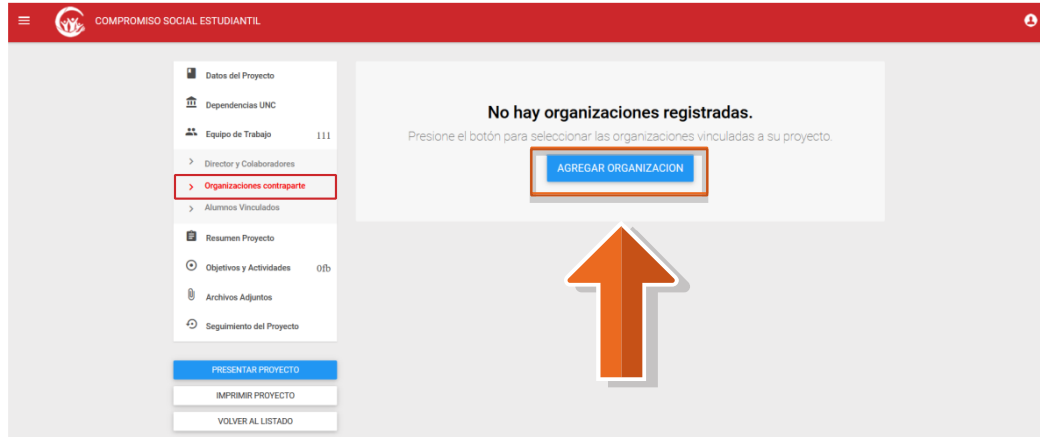 COMPROMISO SOCIAL ESTUDIANTIL
Datos del Proyecto
Dependencias UNC
Equipo de Trabajo 111
Director y Colaboradores
Organizaciones contraparte
Alumnos Vinculados
Resumen Proyecto
Objetivos y Actividades 0fb
Archivos Adjuntos
Seguimiento del Proyecto
PRESENTAR PROYECTO
IMPRIMIR PROYECTO
VOLVER AL LISTADO
No hay organizaciones registradas.
Presione el botón para seleccionar las organizaciones vinculadas a su proyecto.
AGREGAR ORGANIZACION